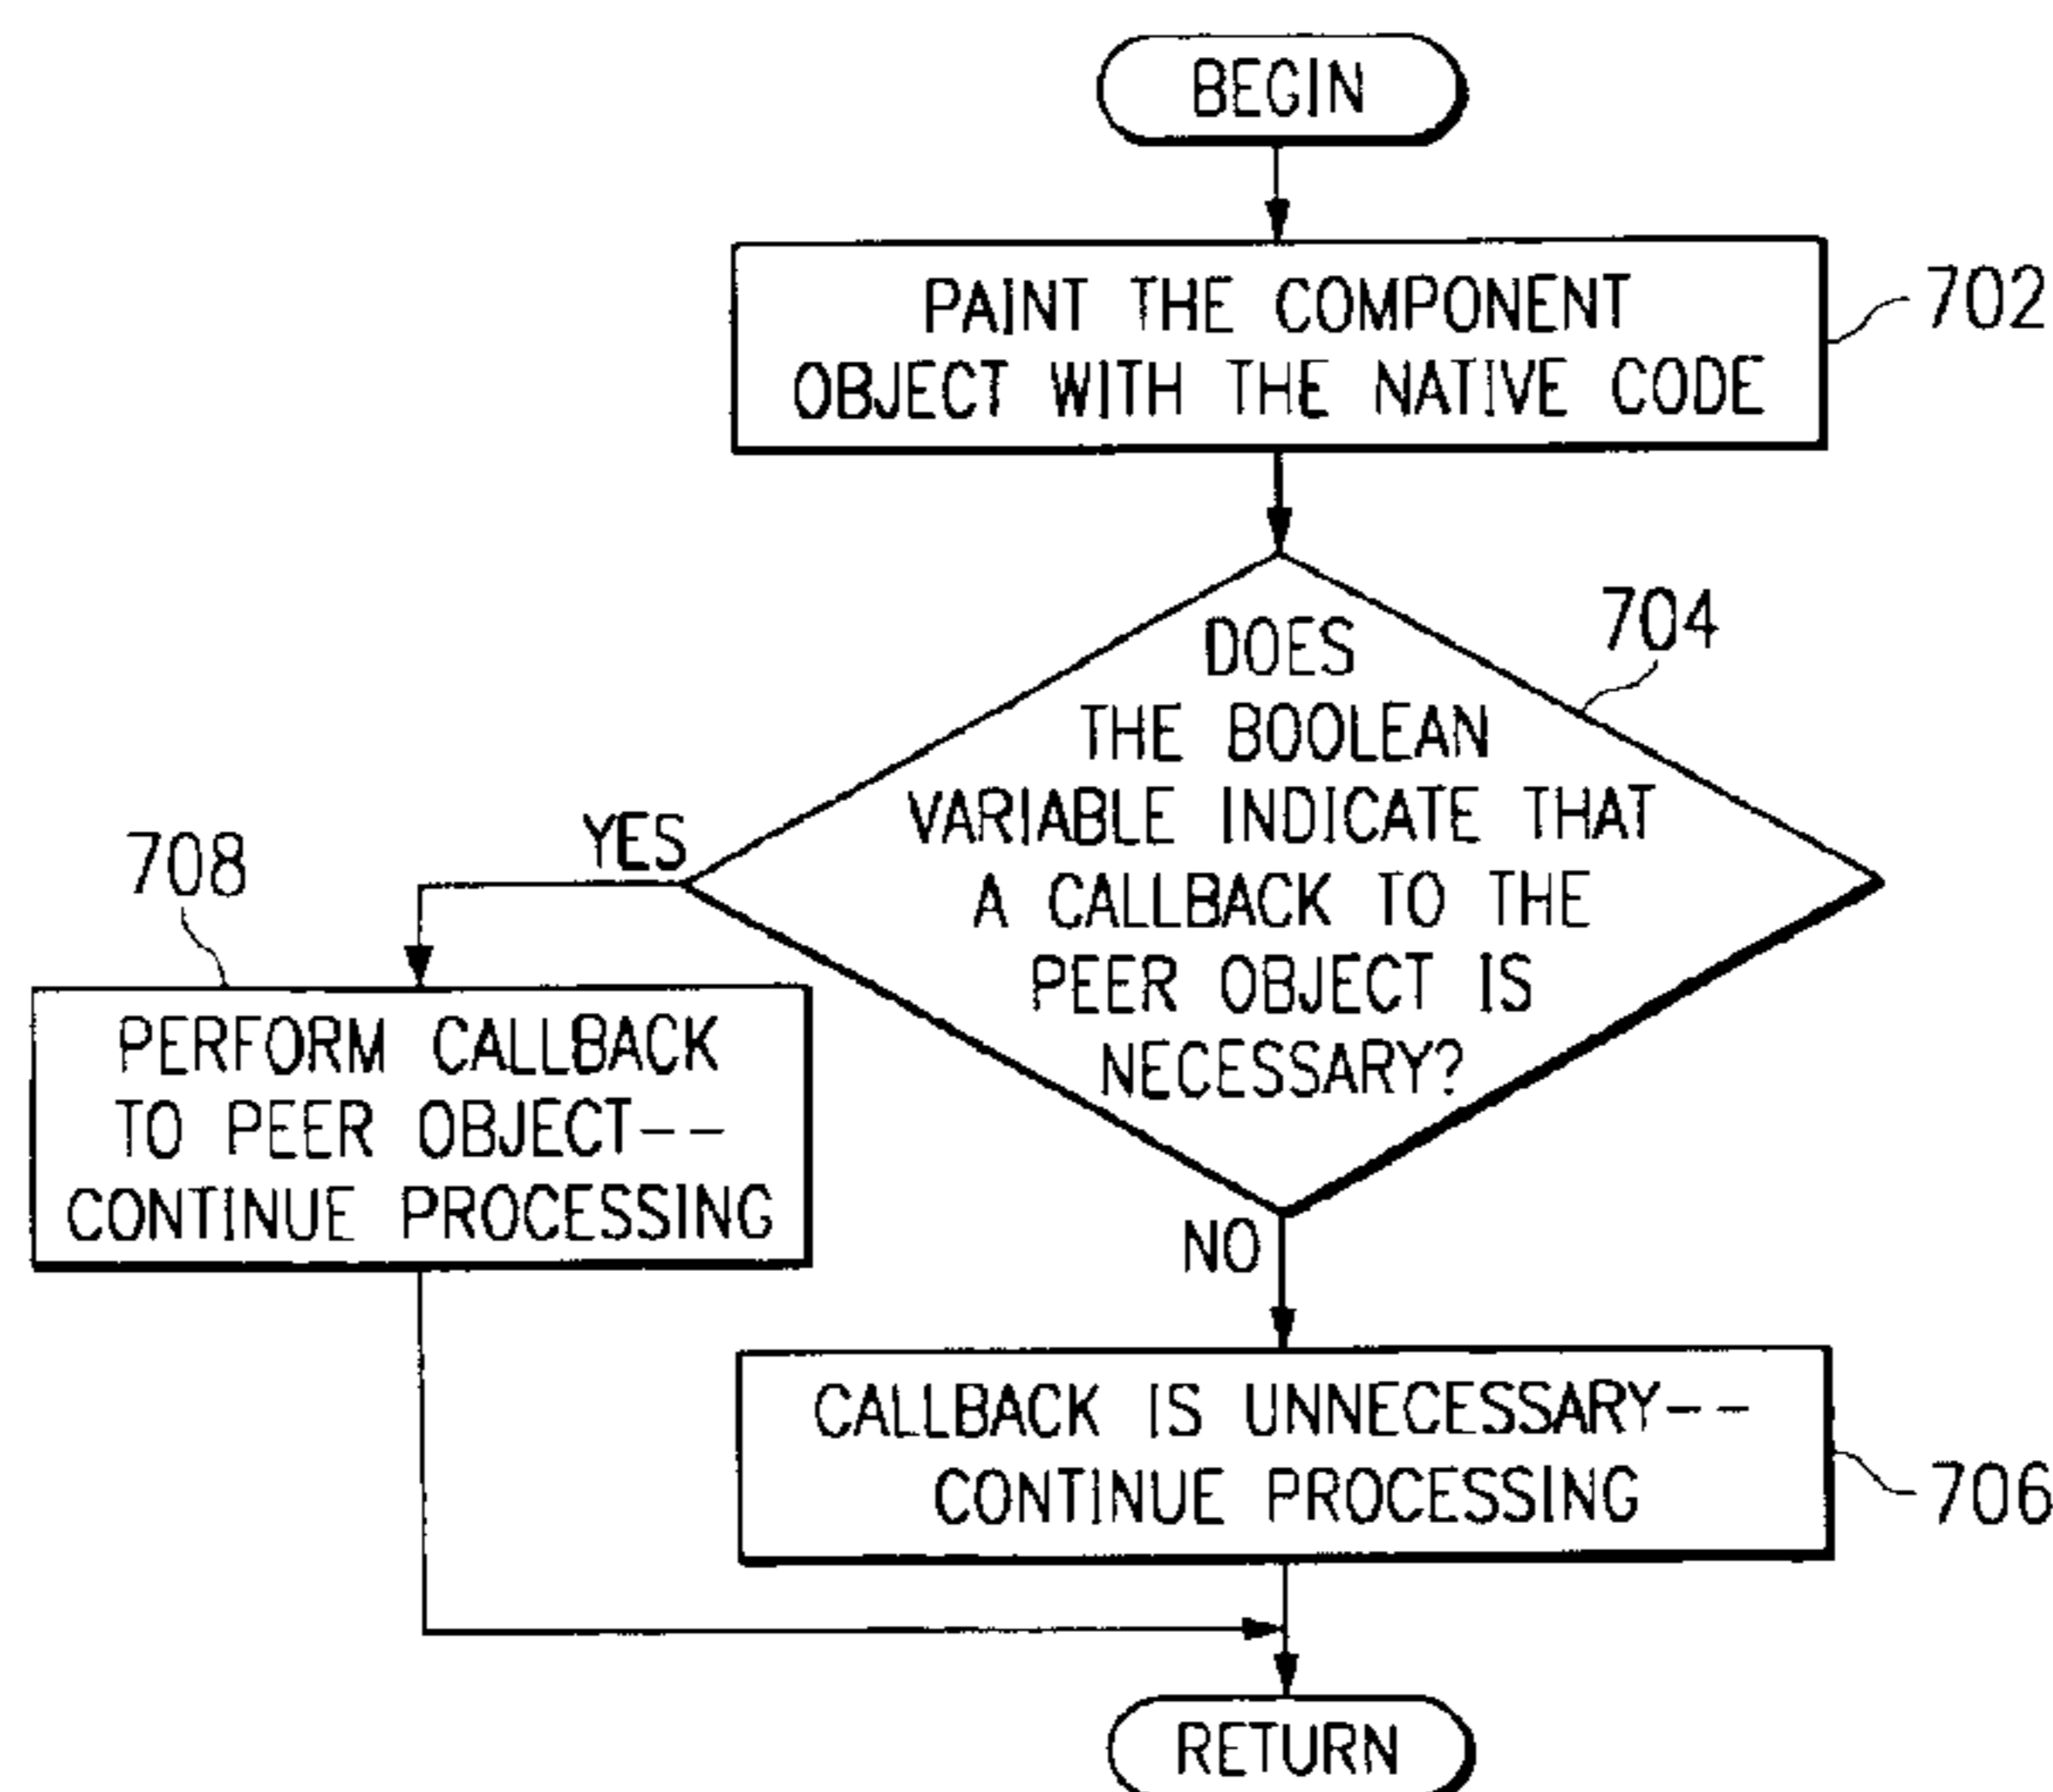 BEGIN
PAINT THE COMPONENT
OBJECT WITH THE NATIVE CODE
702
DOES
THE BOOLEAN
VARIABLE INDICATE THAT
A CALLBACK TO THE
PEER OBJECT IS
NECESSARY?
704
YES
708
PERFORM CALLBACK
TO PEER OBJECT--
CONTINUE PROCESSING
NO
CALLBACK IS UNNECESSARY--
CONTINUE PROCESSING
706
RETURN